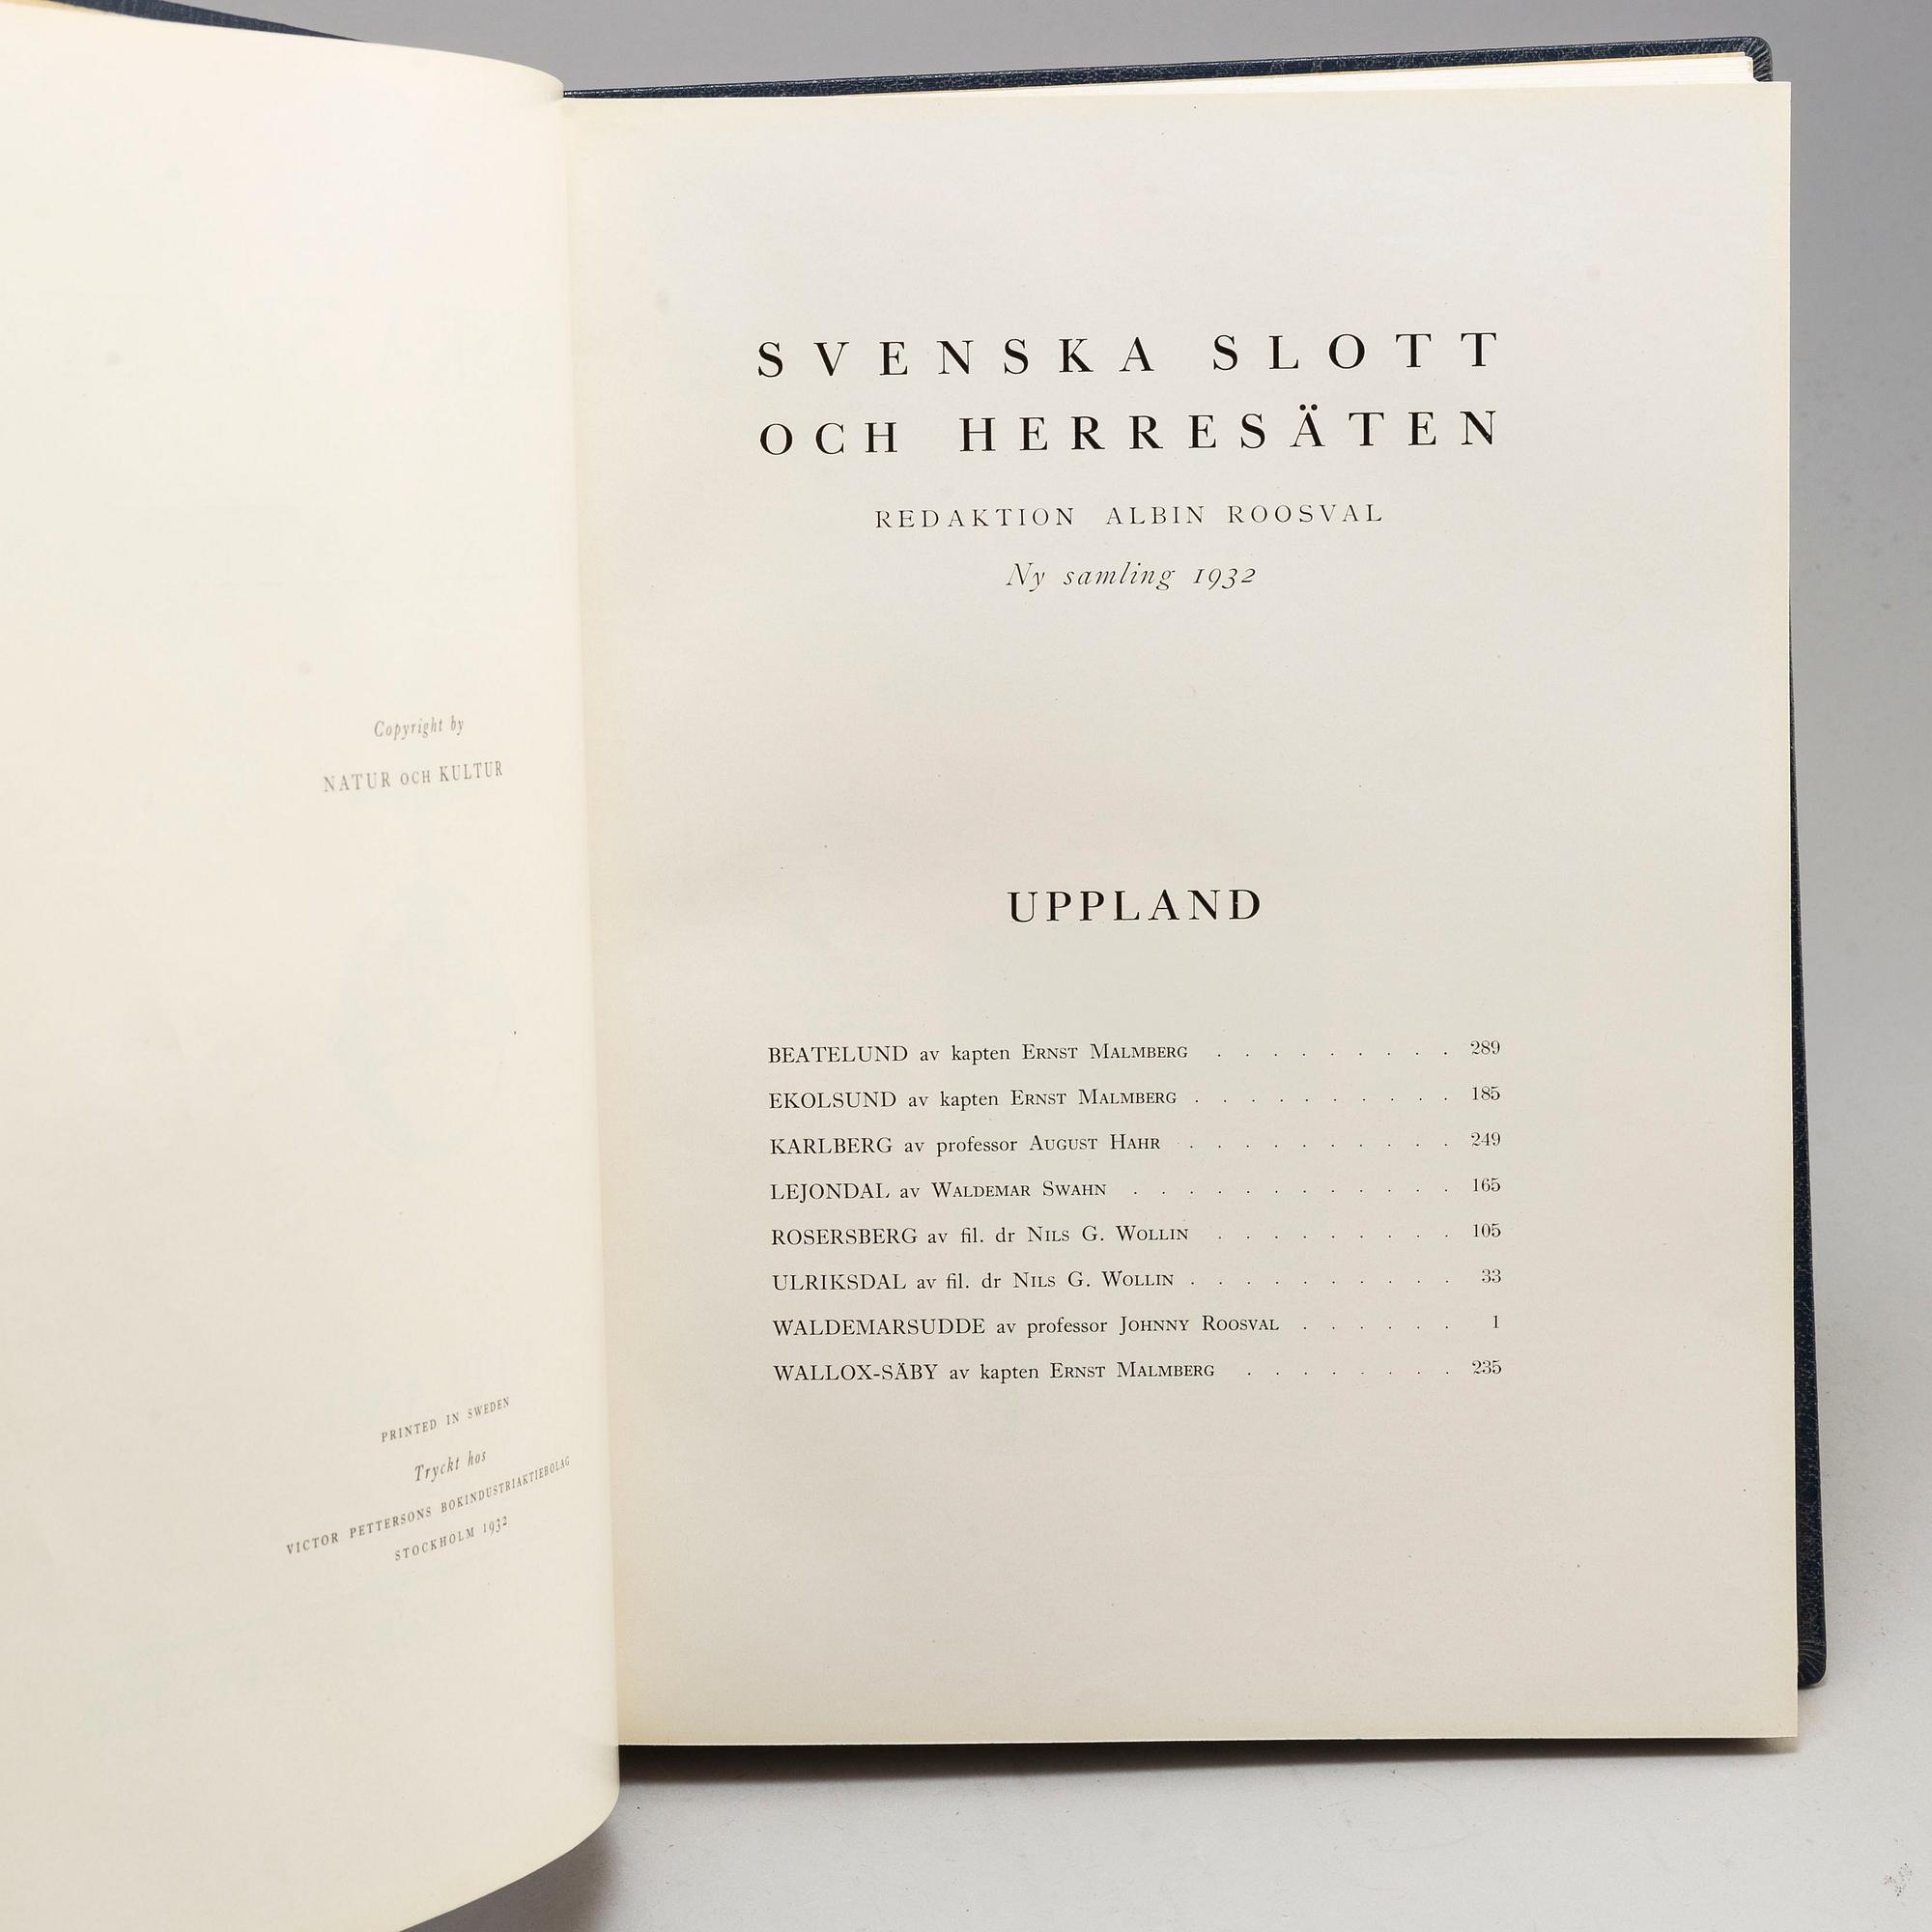 Copyright by
NATUR OCH KULTUR
PRINTED IN SWEDEN
Tryckt hos
VICTOR PETTERSONS BOKINDUSTRIAKTIEBOLAG
STOCKHOLM 1932
SVENSKA SLOTT
OCH HERRESÄTEN
REDAKTION ALBIN ROOSVAL
Ny samling 1932
UPPLAND
BEATELUND av kapten ERNST MALMBERG . . . . . . . . . 289
EKOLSUND av kapten ERNST MALMBERG . . . . . . . . . . 185
KARLBERG av professor AUGUST HAHR . . . . . . . . . . 249
LEJONDAL av WALDEMAR SWAHN . . . . . . . . . . . . 165
ROSERSBERG av fil. dr NILS G. WOLLIN . . . . . . . . . 105
ULRIKSDAL av fil. dr NILS G. WOLLIN . . . . . . . . . . 33
WALDEMARSUDDE av professor JOHNNY ROOSVAL . . . . . . 1
WALLOX-SÄBY av kapten ERNST MALMBERG . . . . . . . . 235